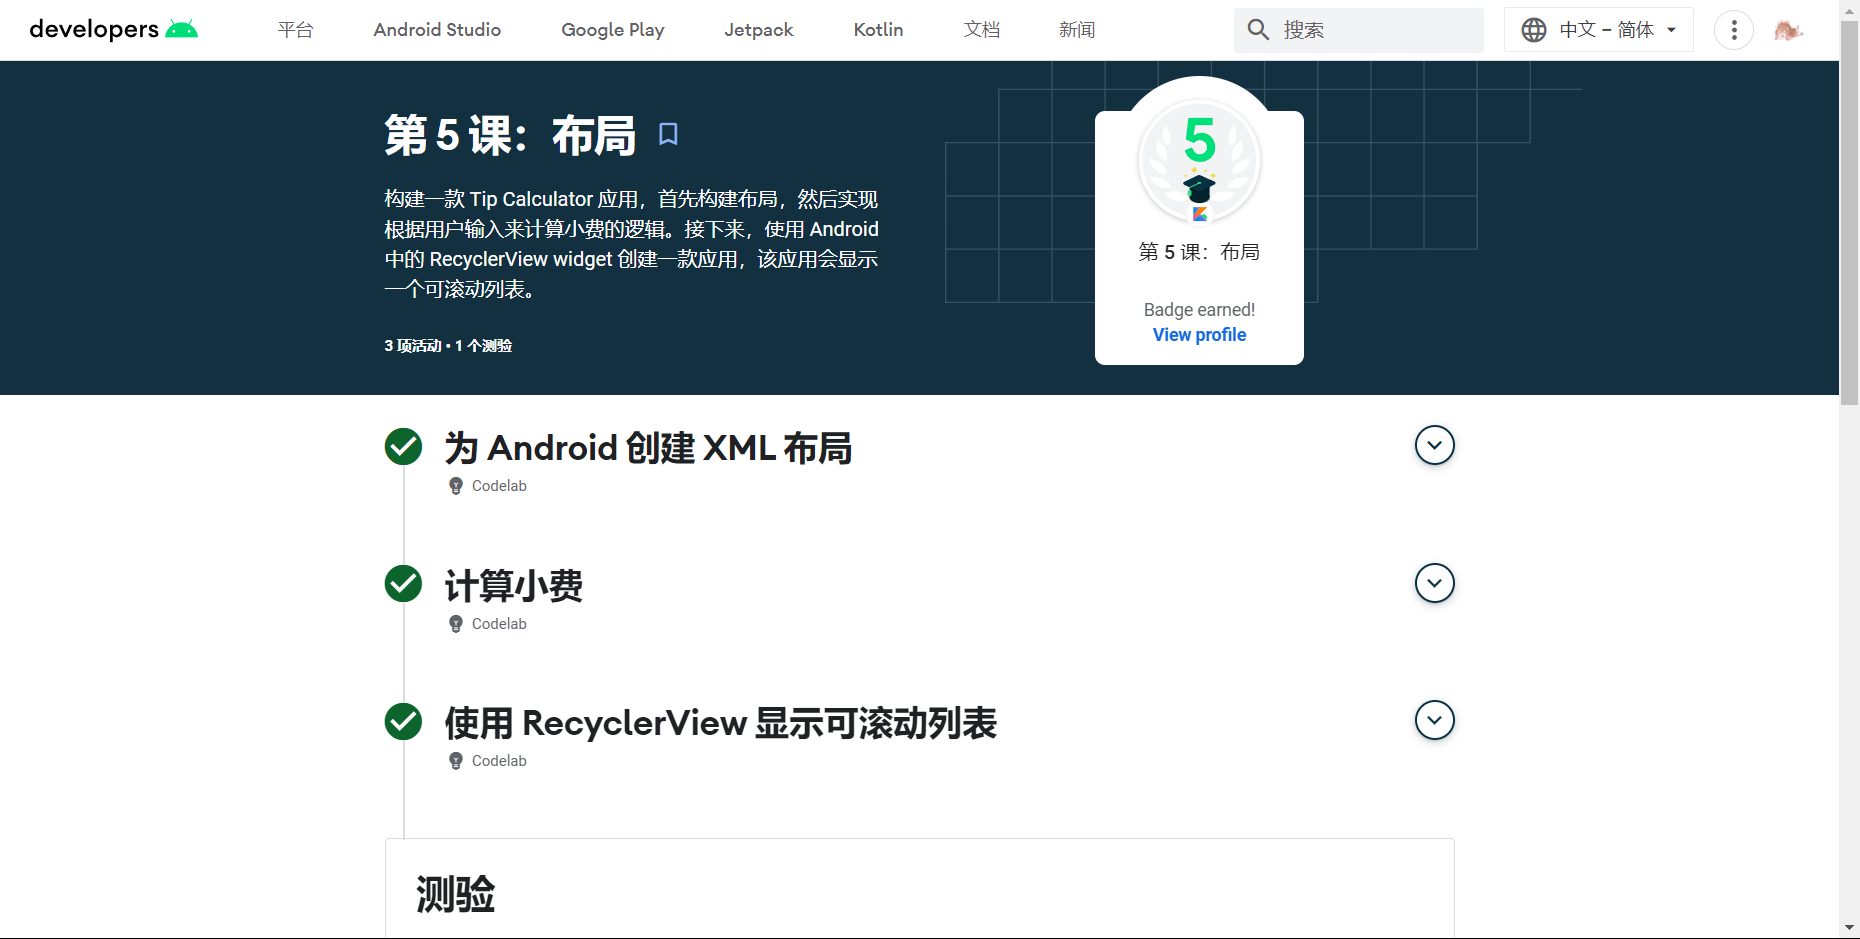 developers
平台
Android Studio
Google Play
Jetpack
Kotlin
文档
新闻
搜索
中文 – 简体
第 5 课：布局
构建一款 Tip Calculator 应用，首先构建布局，然后实现
根据用户输入来计算小费的逻辑。接下来，使用 Android
中的 RecyclerView widget 创建一款应用，该应用会显示
一个可滚动列表。
3 项活动 • 1 个测验
5
第 5 课：布局
Badge earned!
View profile
为 Android 创建 XML 布局
Codelab
计算小费
Codelab
使用 RecyclerView 显示可滚动列表
Codelab
测验